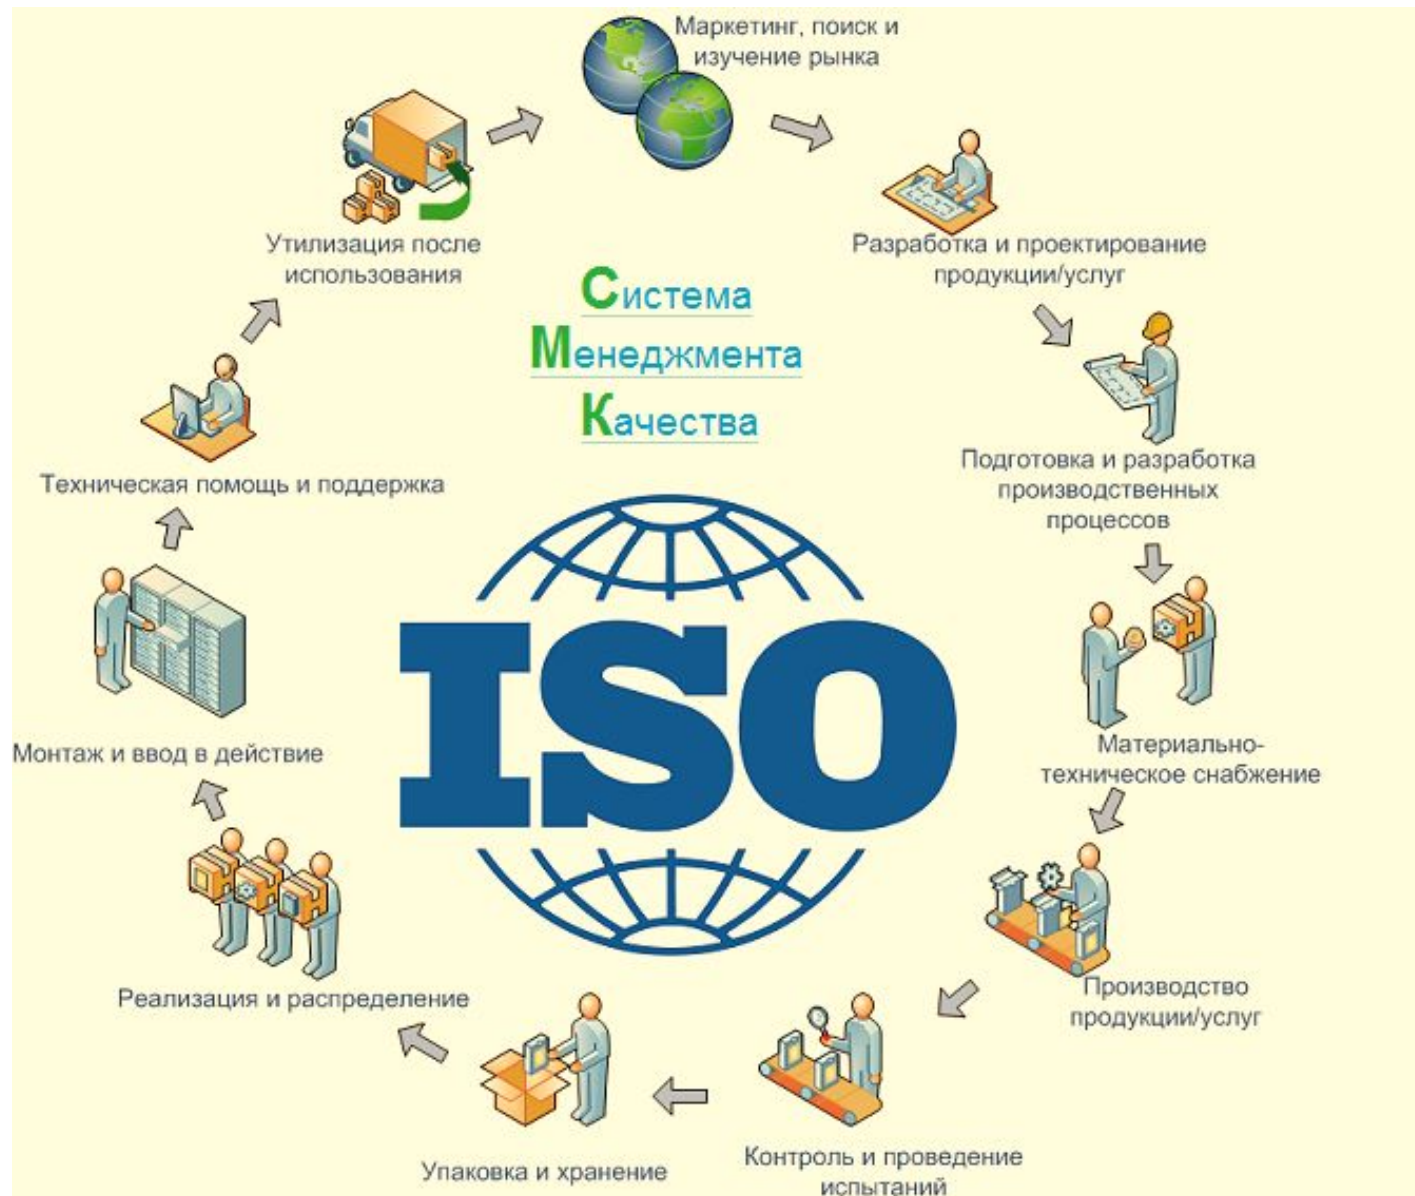 Маркетинг, поиск и
изучение рынка
Разработка и проектирование
продукции/услуг
Подготовка и разработка
производственных
процессов
Материально-
техническое снабжение
Производство
продукции/услуг
Контроль и проведение
испытаний
Упаковка и хранение
Реализация и распределение
Монтаж и ввод в действие
Техническая помощь и поддержка
Утилизация после
использования
Система
Менеджмента
Качества
ISO